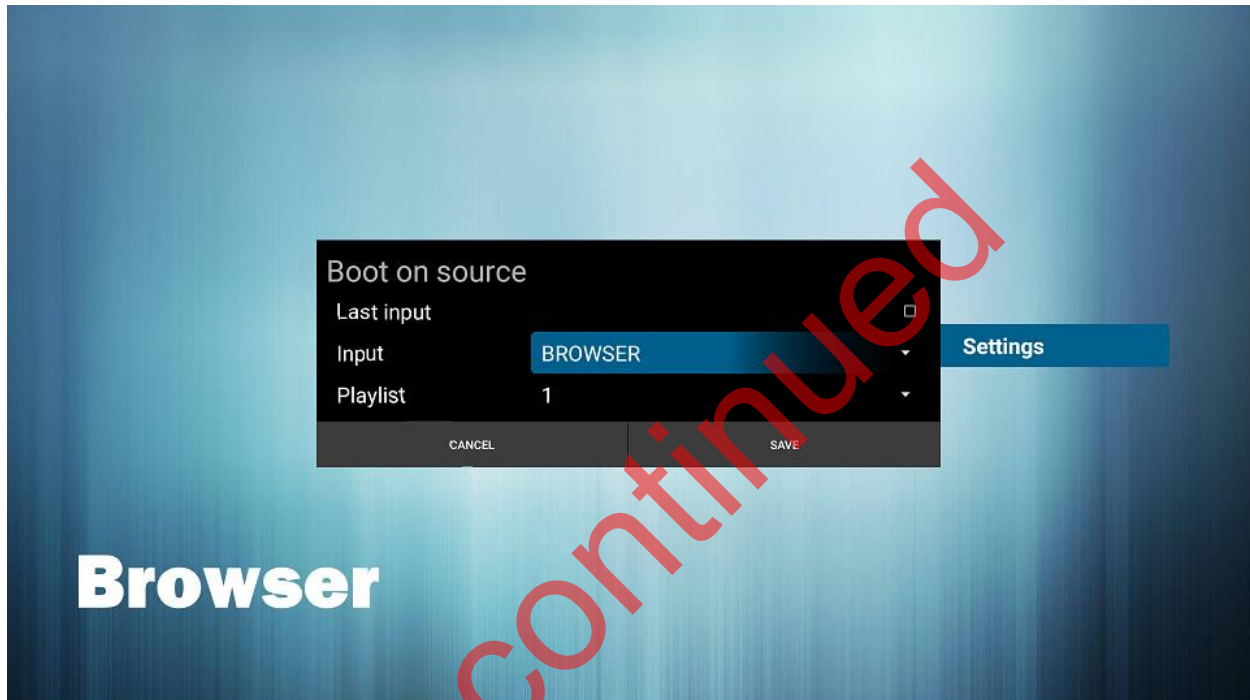 Boot on source
Last input
Input BROWSER
Playlist 1
CANCEL SAVE
Settings
Browser
continued